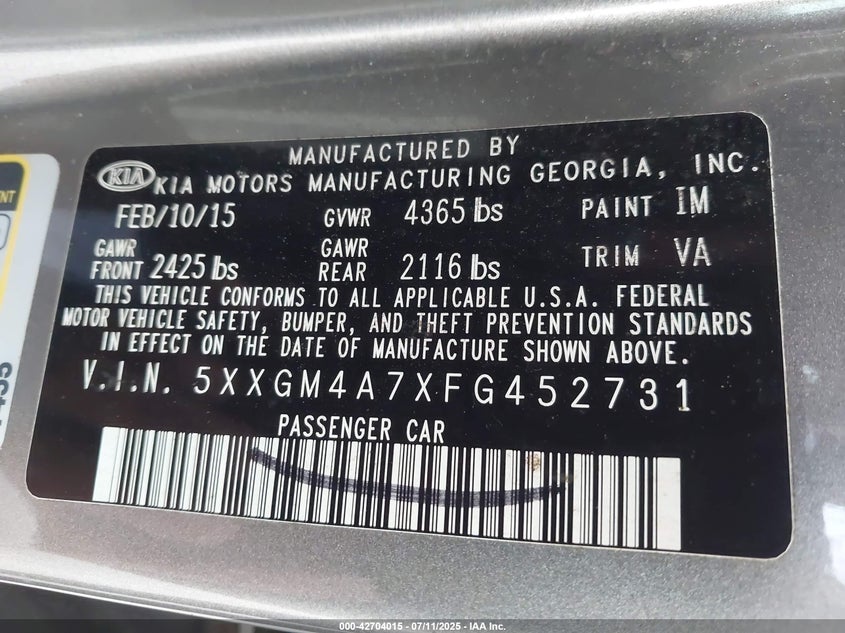 MANUFACTURED BY
KIA KIA MOTORS MANUFACTURING GEORGIA, INC.
FEB/10/15 GVWR 4365 lbs PAINT IM
GAWR FRONT 2425 lbs GAWR REAR 2116 lbs TRIM VA
THIS VEHICLE CONFORMS TO ALL APPLICABLE U.S.A. FEDERAL
MOTOR VEHICLE SAFETY, BUMPER, AND THEFT PREVENTION STANDARDS
IN EFFECT ON THE DATE OF MANUFACTURE SHOWN ABOVE.
V.I.N. 5XXGM4A7XFG452731
PASSENGER CAR
000-42704015 - 07/11/2025 - IAA Inc.